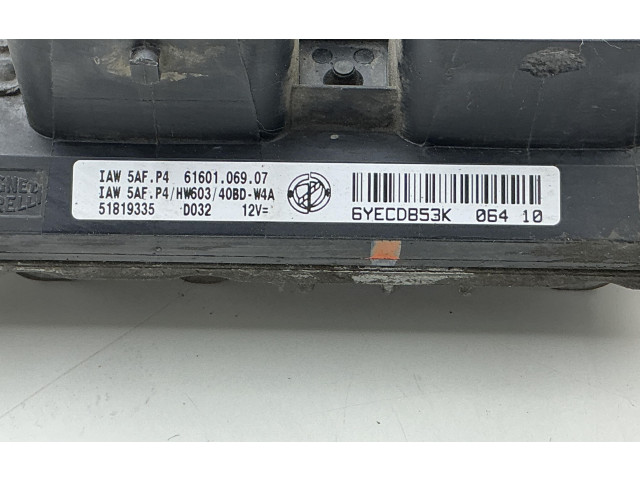 IAW 5AF.P4 61601.069.07
IAW 5AF.P4/HW603/40BD-W4A
51819335 D032 12V=
6YECD853K 064 10